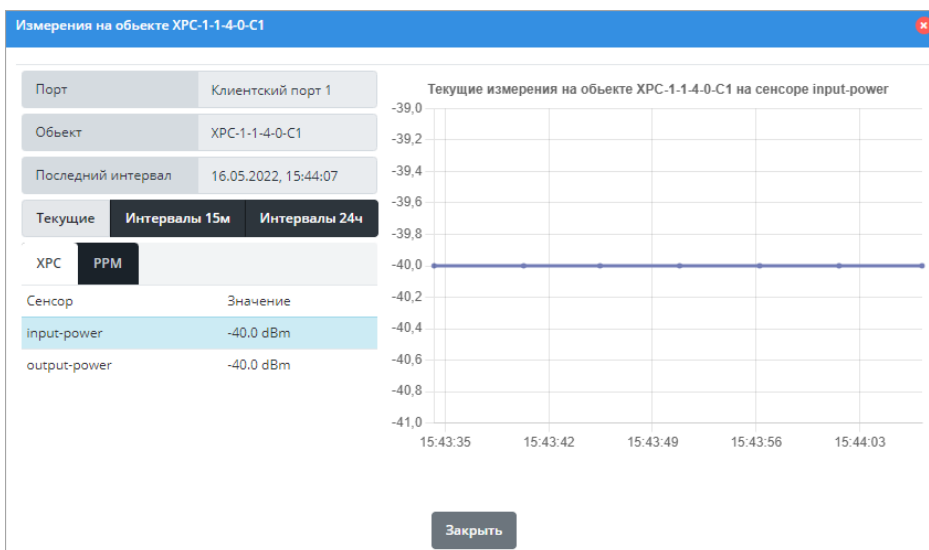 Измерения на обьекте XPC-1-1-4-0-C1
Порт Клиентский порт 1
Обьект XPC-1-1-4-0-C1
Последний интервал 16.05.2022, 15:44:07
Текущие Интервалы 15м Интервалы 24ч
XPC PPM
Сенсор Значение
input-power -40.0 dBm
output-power -40.0 dBm
Текущие измерения на обьекте XPC-1-1-4-0-C1 на сенсоре input-power
-39,0
-39,2
-39,4
-39,6
-39,8
-40,0
-40,2
-40,4
-40,6
-40,8
-41,0
15:43:35 15:43:42 15:43:49 15:43:56 15:44:03
Закрыть